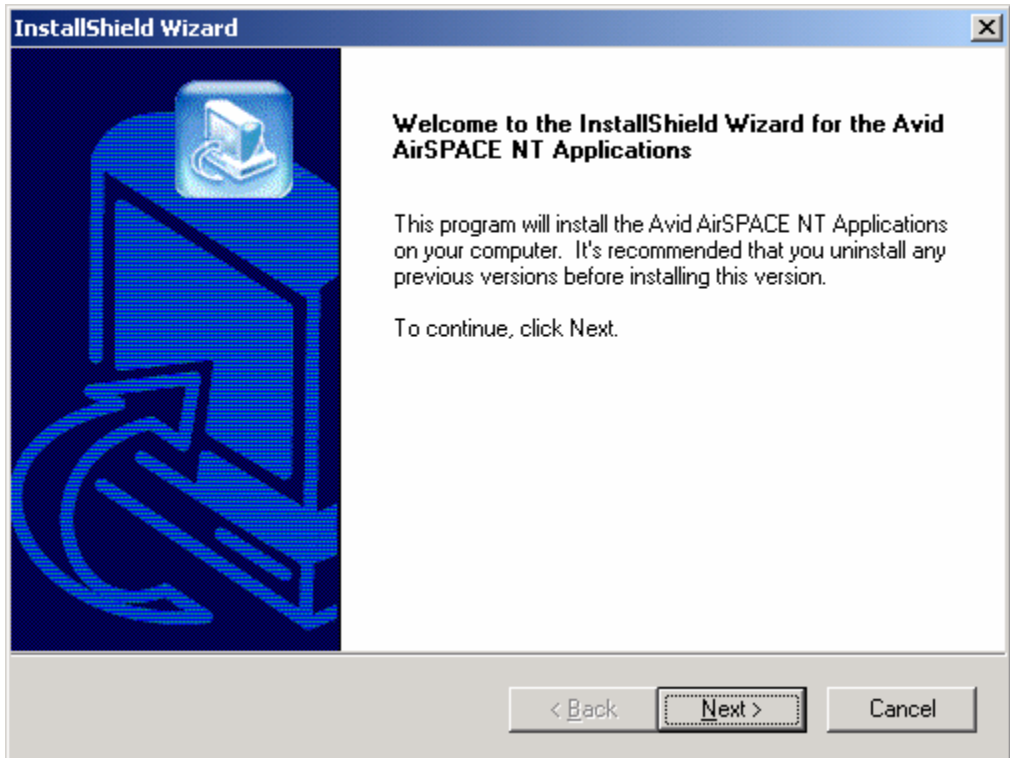 InstallShield Wizard
Welcome to the InstallShield Wizard for the Avid
AirSPACE NT Applications
This program will install the Avid AirSPACE NT Applications
on your computer.  It's recommended that you uninstall any
previous versions before installing this version.
To continue, click Next.
< Back
Next >
Cancel